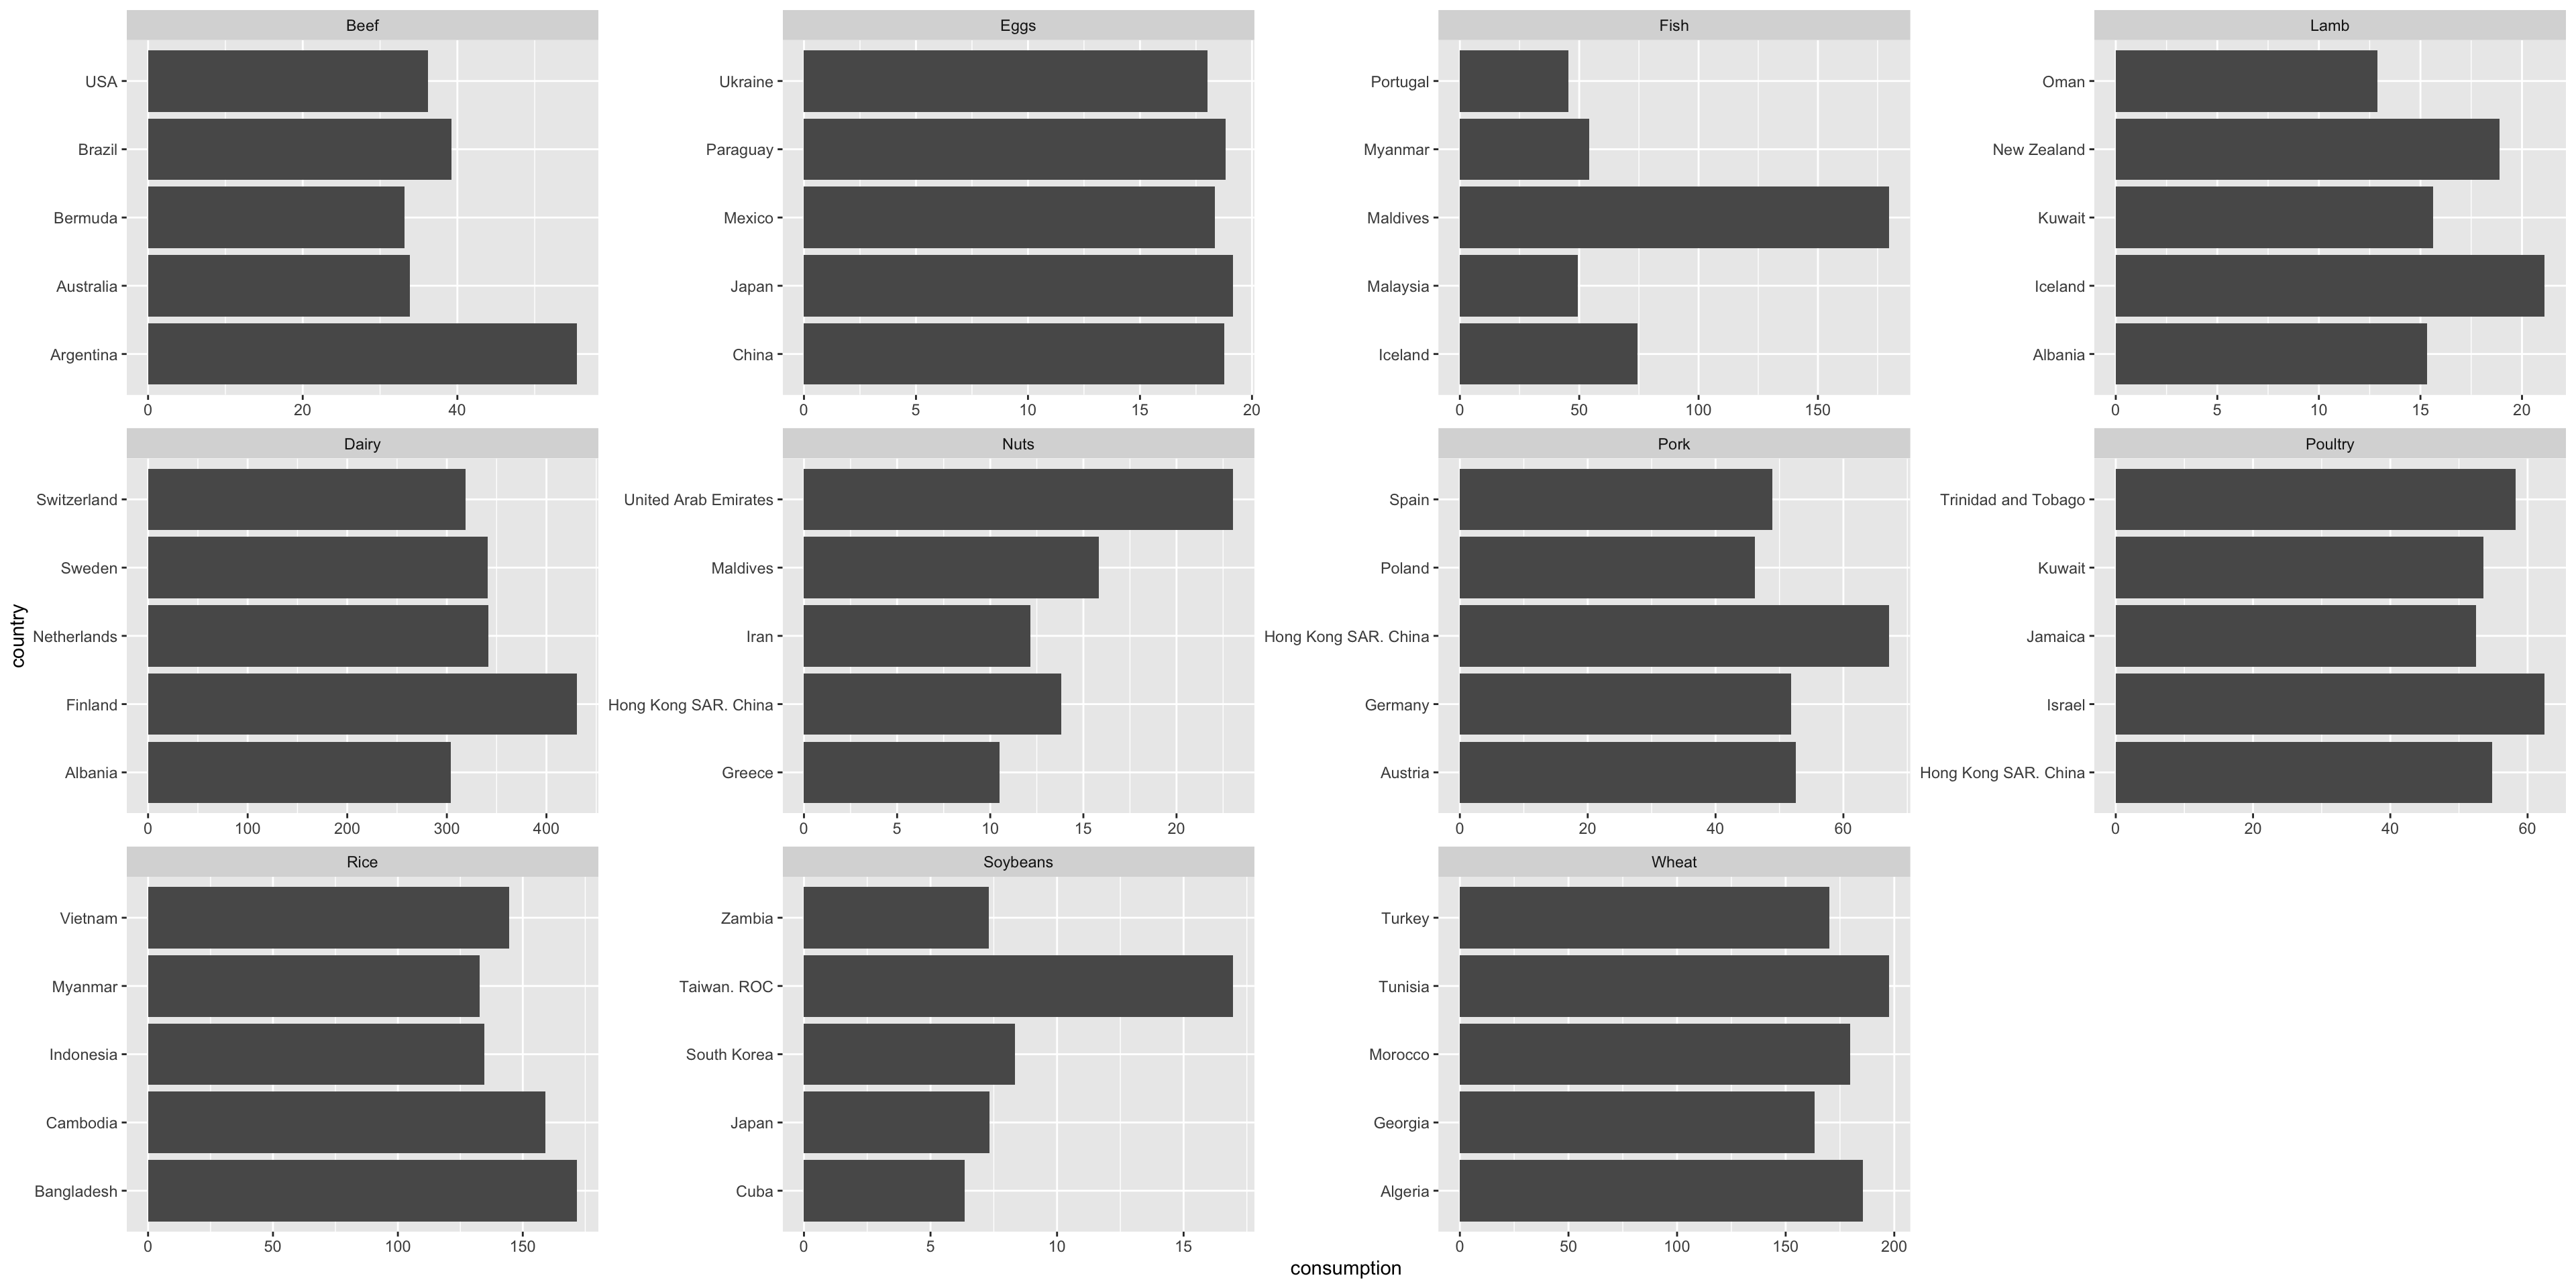 Beef
USA
Brazil
Bermuda
Australia
Argentina
0 20 40
Eggs
Ukraine
Paraguay
Mexico
Japan
China
0 5 10 15 20
Fish
Portugal
Myanmar
Maldives
Malaysia
Iceland
0 50 100 150
Lamb
Oman
New Zealand
Kuwait
Iceland
Albania
0 5 10 15 20
country
Dairy
Switzerland
Sweden
Netherlands
Finland
Albania
0 100 200 300 400
Nuts
United Arab Emirates
Maldives
Iran
Hong Kong SAR. China
Greece
0 5 10 15 20
Pork
Spain
Poland
Hong Kong SAR. China
Germany
Austria
0 20 40 60
Poultry
Trinidad and Tobago
Kuwait
Jamaica
Israel
Hong Kong SAR. China
0 20 40 60
Rice
Vietnam
Myanmar
Indonesia
Cambodia
Bangladesh
0 50 100 150
Soybeans
Zambia
Taiwan. ROC
South Korea
Japan
Cuba
0 5 10 15
Wheat
Turkey
Tunisia
Morocco
Georgia
Algeria
0 50 100 150 200
consumption